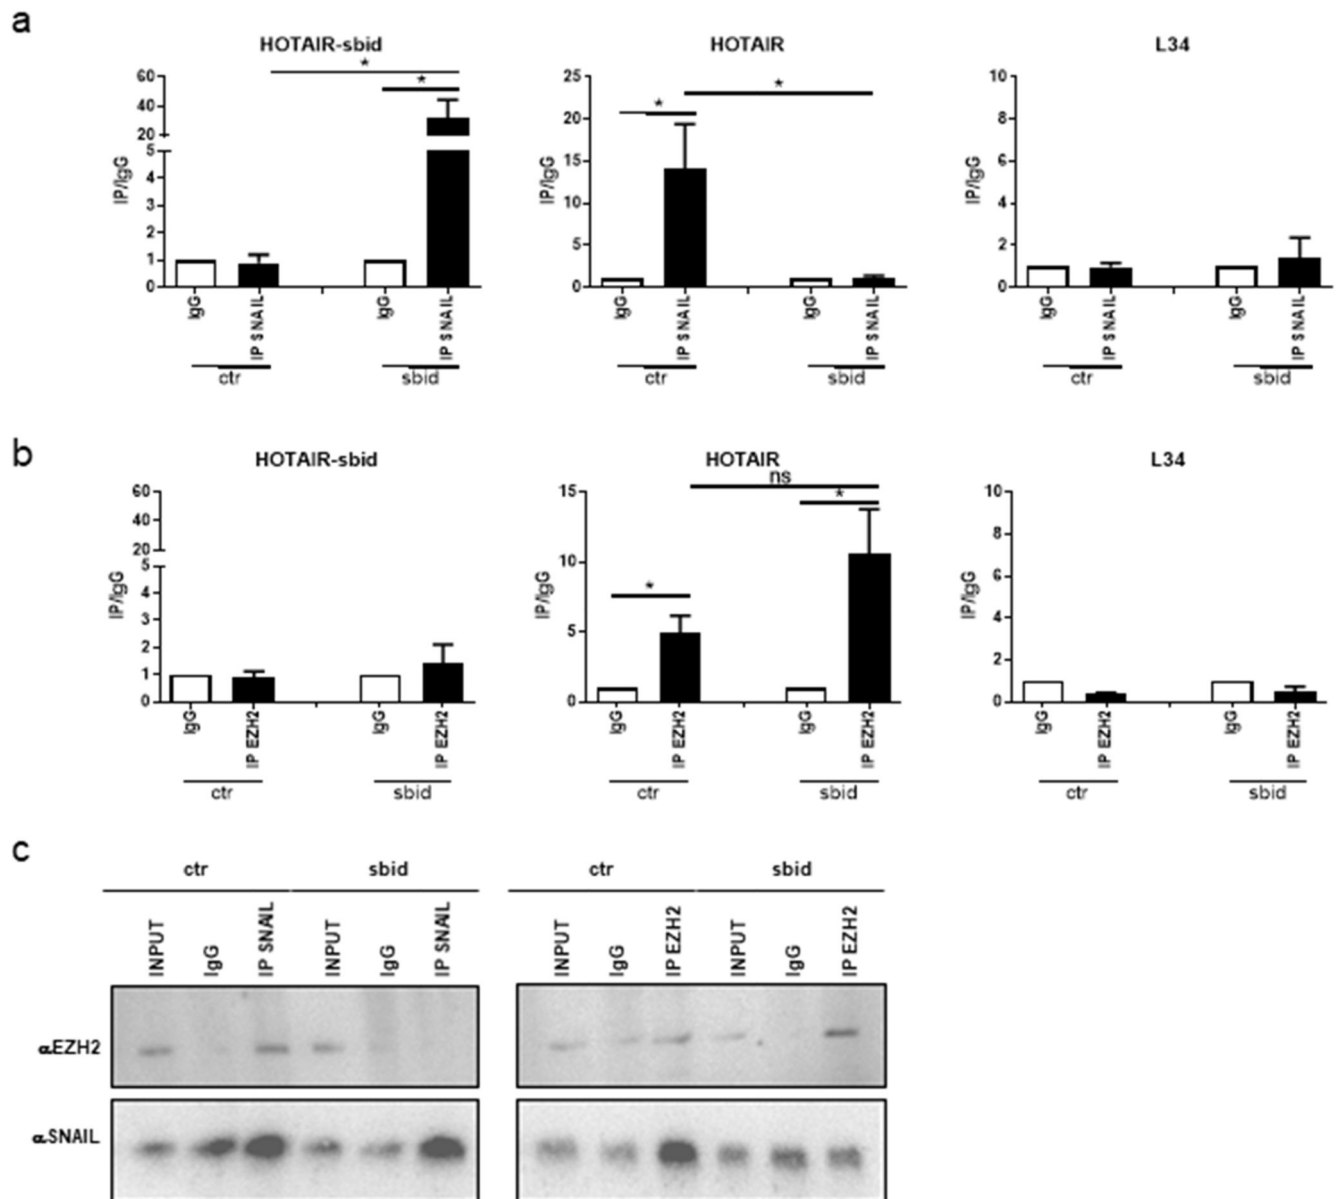 a
HOTAIR-sbid
HOTAIR
L34
*
*
*
*
IP/IgG
60
40
20
5
4
3
2
1
0
IgG
IP SNAIL
IgG
IP SNAIL
ctr
sbid
IP/IgG
25
20
15
10
5
0
IgG
IP SNAIL
IgG
IP SNAIL
ctr
sbid
IP/IgG
10
8
6
4
2
0
IgG
IP SNAIL
IgG
IP SNAIL
ctr
sbid
b
HOTAIR-sbid
HOTAIR
L34
ns
*
*
IP/IgG
60
40
20
5
4
3
2
1
0
IgG
IP EZH2
IgG
IP EZH2
ctr
sbid
IP/IgG
15
10
5
0
IgG
IP EZH2
IgG
IP EZH2
ctr
sbid
IP/IgG
10
8
6
4
2
0
IgG
IP EZH2
IgG
IP EZH2
ctr
sbid
c
ctr
sbid
ctr
sbid
INPUT
IgG
IP SNAIL
INPUT
IgG
IP SNAIL
INPUT
IgG
IP EZH2
INPUT
IgG
IP EZH2
αEZH2
αSNAIL